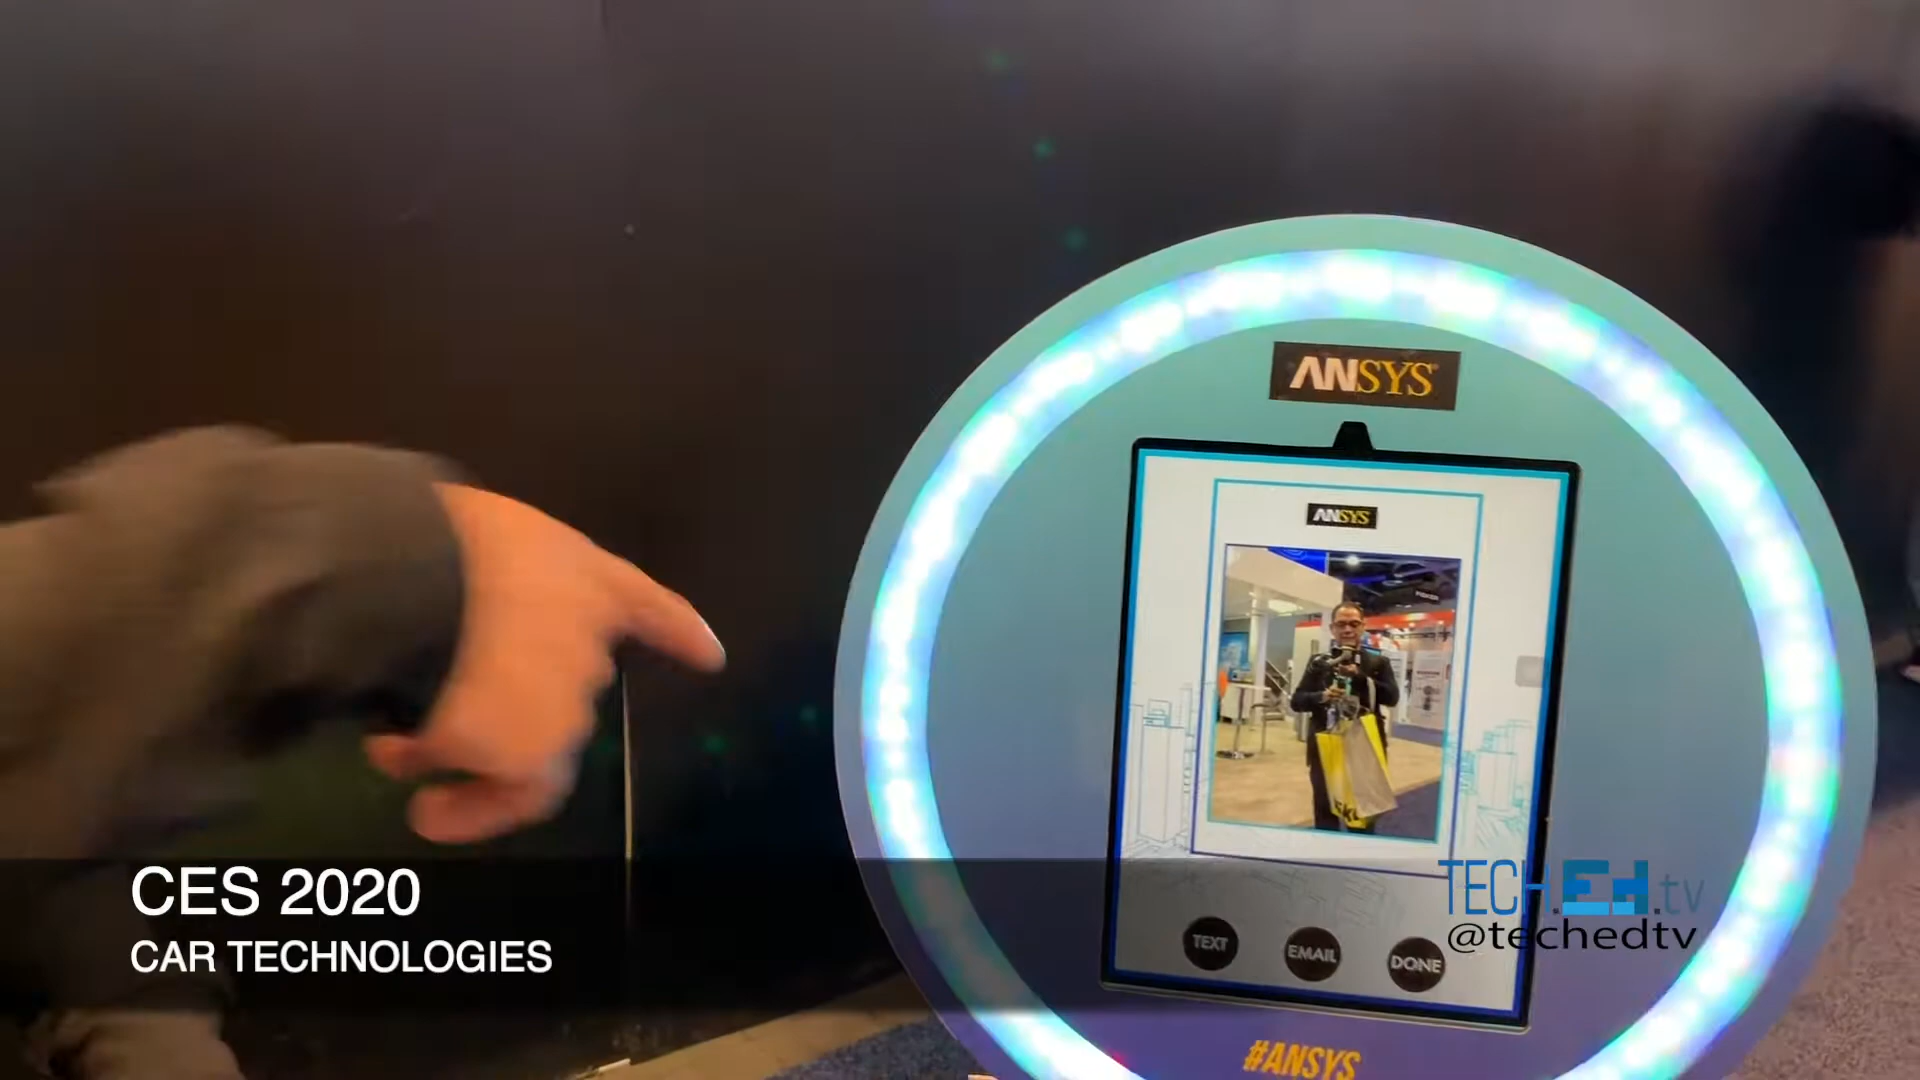 ANSYS
ANSYS
TEXT
EMAIL
DONE
#ANSYS
CES 2020
CAR TECHNOLOGIES
TECH.Ed.tv
@techedtv